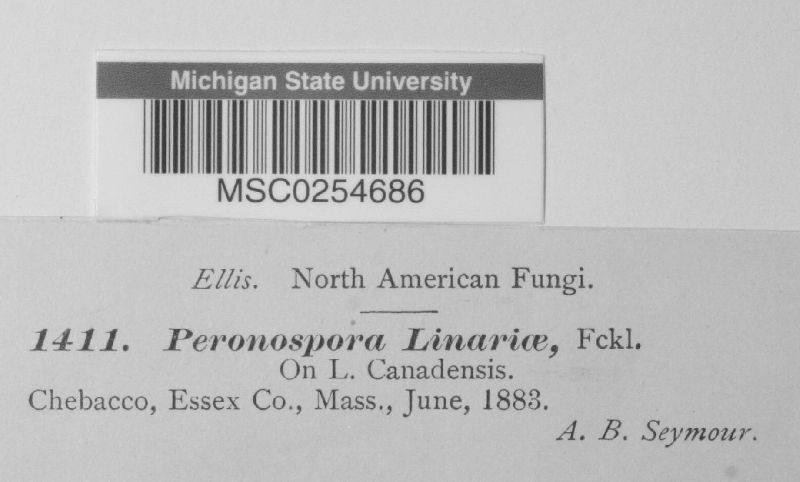 Michigan State University
MSC0254686
Ellis. North American Fungi.
1411. Peronospora Linariæ, Fckl.
On L. Canadensis.
Chebacco, Essex Co., Mass., June, 1883.
A. B. Seymour.